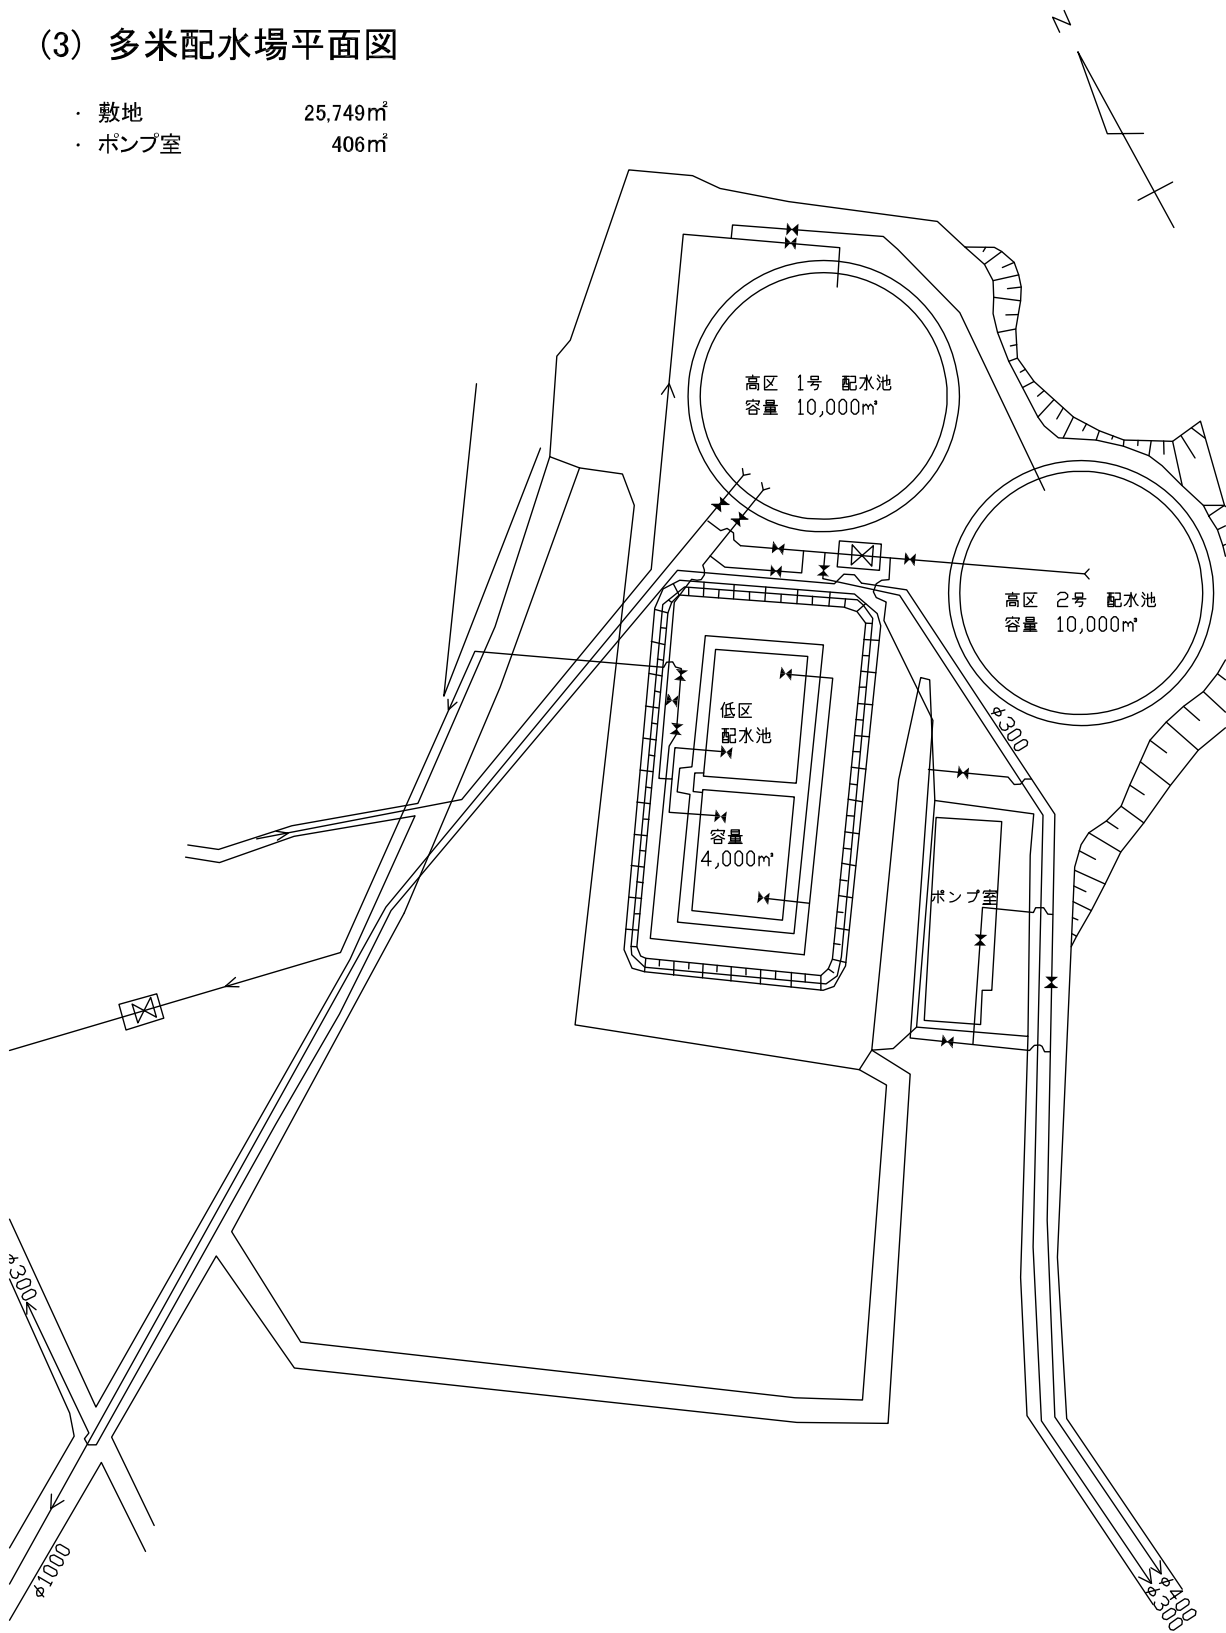 (3) 多米配水場平面図
・ 敷地 25,749㎡
・ ポンプ室 406㎡
N
高区 1号 配水池
容量 10,000m³
高区 2号 配水池
容量 10,000m³
低区
配水池
φ300
容量
4,000m³
ポンプ室
φ300
φ1000
φ400
φ300